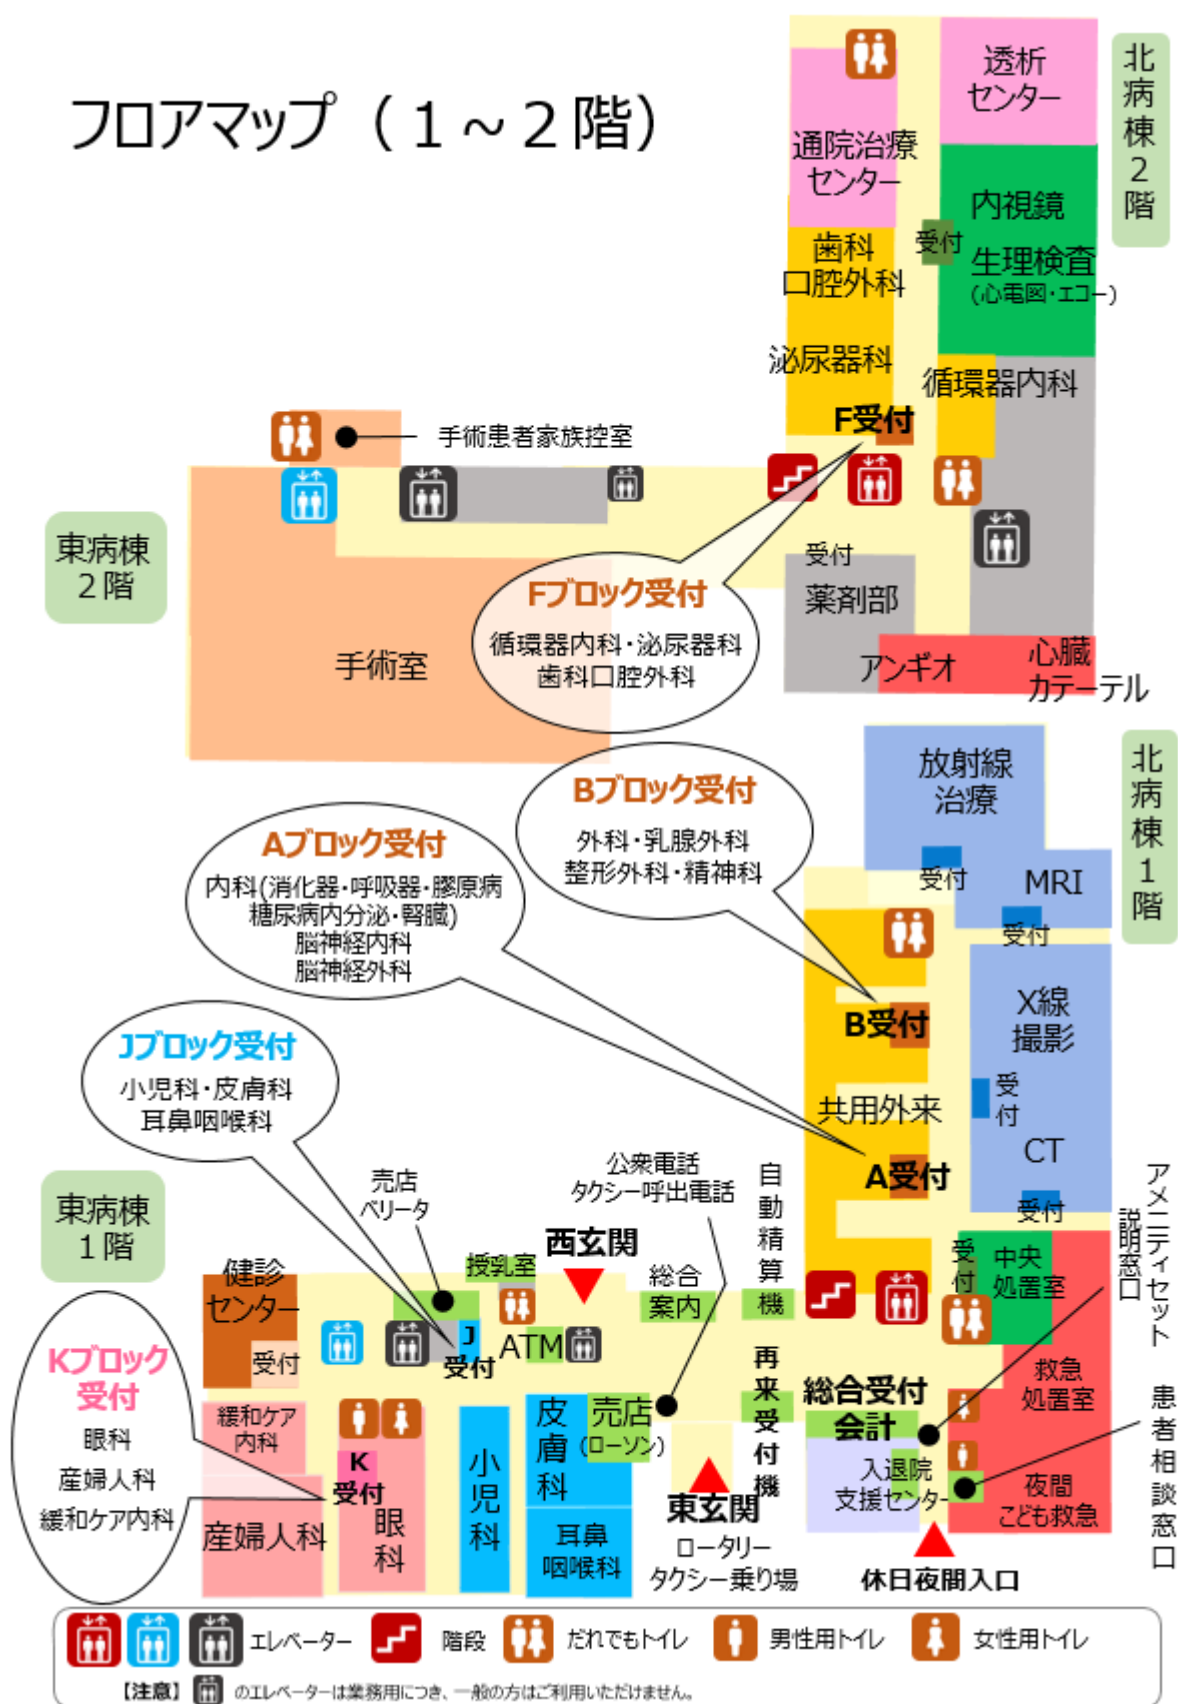 フロアマップ（１～２階）
北病棟２階
透析
センター
通院治療
センター
内視鏡
受付
生理検査
(心電図・エコー)
歯科
口腔外科
泌尿器科
循環器内科
F受付
手術患者家族控室
東病棟
２階
受付
薬剤部
Fブロック受付
循環器内科・泌尿器科
歯科口腔外科
手術室
アンギオ
心臓
カテーテル
北病棟１階
放射線
治療
受付
MRI
受付
Bブロック受付
外科・乳腺外科
整形外科・精神科
Aブロック受付
内科(消化器・呼吸器・膠原病
糖尿病内分泌・腎臓)
脳神経内科
脳神経外科
B受付
X線
撮影
受付
Jブロック受付
小児科・皮膚科
耳鼻咽喉科
共用外来
CT
A受付
受付
公衆電話
タクシー呼出電話
自動精算機
アメニティセット
説明窓口
東病棟
１階
売店
ベリータ
西玄関
授乳室
総合
案内
受付
中央
処置室
健診
センター
受付
J
受付
ATM
Kブロック
受付
眼科
産婦人科
緩和ケア内科
再来受付機
総合受付
会計
救急
処置室
患者相談窓口
緩和ケア
内科
K
受付
皮膚科
売店
(ローソン)
小児科
入退院
支援センター
夜間
こども救急
産婦人科
眼科
耳鼻
咽喉科
東玄関
ロータリー
タクシー乗り場
休日夜間入口
エレベーター
階段
だれでもトイレ
男性用トイレ
女性用トイレ
【注意】
のエレベーターは業務用につき、一般の方はご利用いただけません。